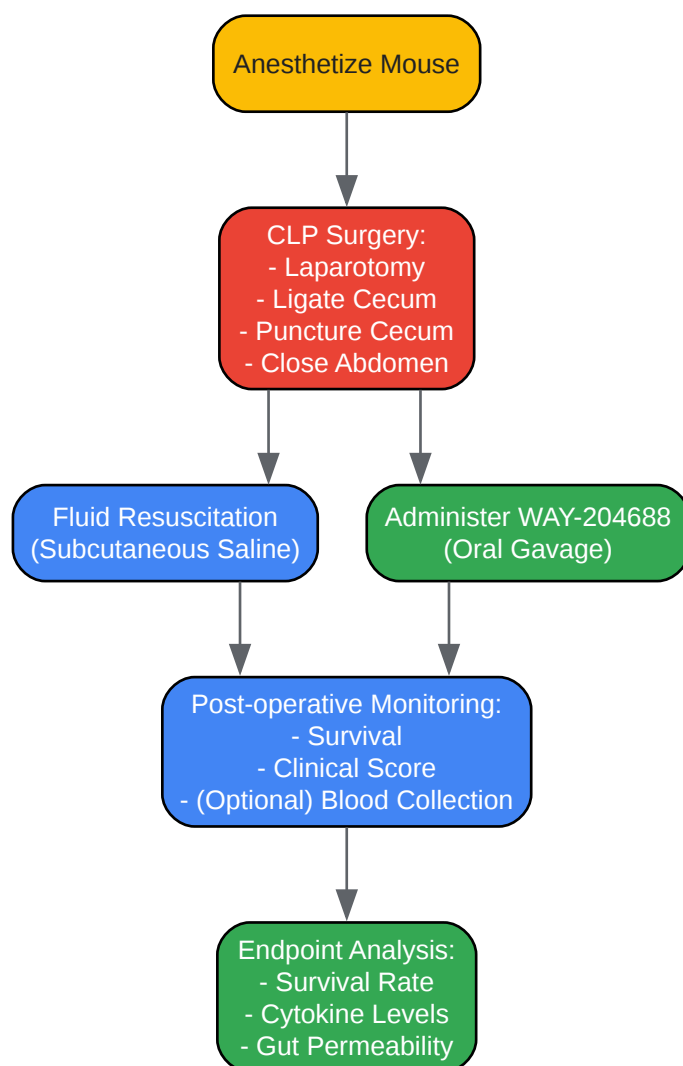 Anesthetize Mouse
CLP Surgery:
- Laparotomy
- Ligate Cecum
- Puncture Cecum
- Close Abdomen
Fluid Resuscitation
(Subcutaneous Saline)
Administer WAY-204688
(Oral Gavage)
Post-operative Monitoring:
- Survival
- Clinical Score
- (Optional) Blood Collection
Endpoint Analysis:
- Survival Rate
- Cytokine Levels
- Gut Permeability